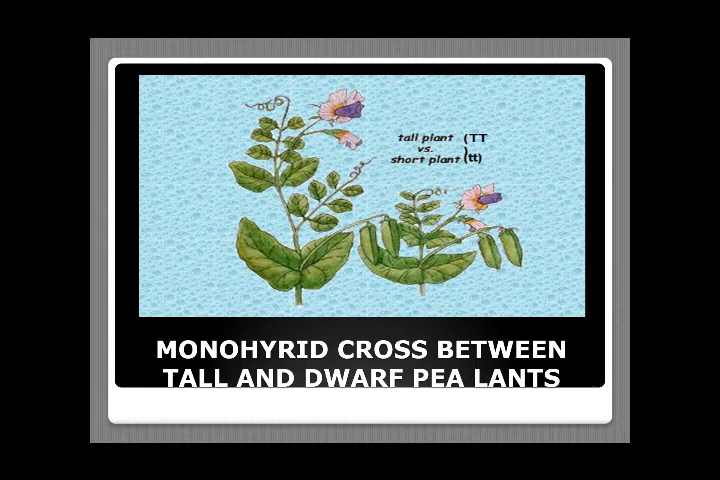 tall plant (TT
vs. )
short plant (tt)
MONOHYRID CROSS BETWEEN
TALL AND DWARF PEA LANTS